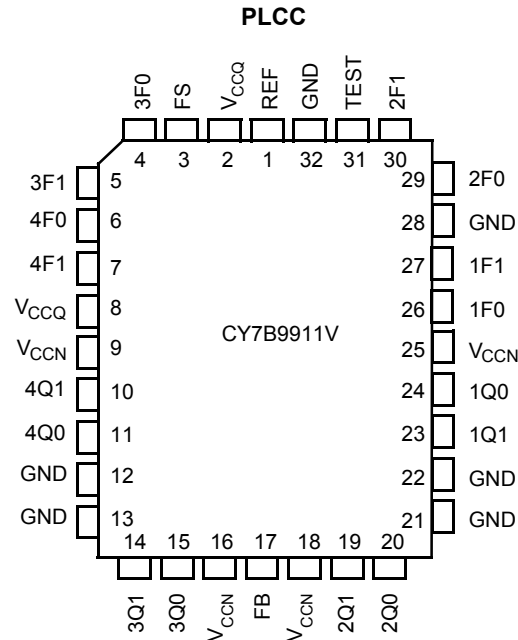 PLCC
3F0 FS VCCQ REF GND TEST 2F1
4 3 2 1 32 31 30
3F1 5 29 2F0
4F0 6 28 GND
4F1 7 27 1F1
VCCQ 8 26 1F0
VCCN 9 25 VCCN
CY7B9911V
4Q1 10 24 1Q0
4Q0 11 23 1Q1
GND 12 22 GND
GND 13 21 GND
14 15 16 17 18 19 20
3Q1 3Q0 VCCN FB VCCN 2Q1 2Q0